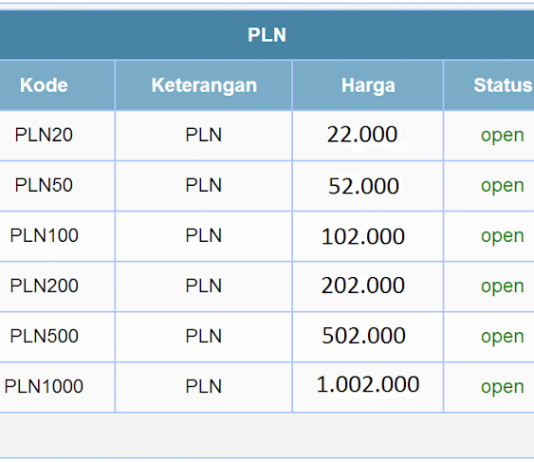 PLN
Kode Keterangan Harga Status
PLN20 PLN 22.000 open
PLN50 PLN 52.000 open
PLN100 PLN 102.000 open
PLN200 PLN 202.000 open
PLN500 PLN 502.000 open
PLN1000 PLN 1.002.000 open